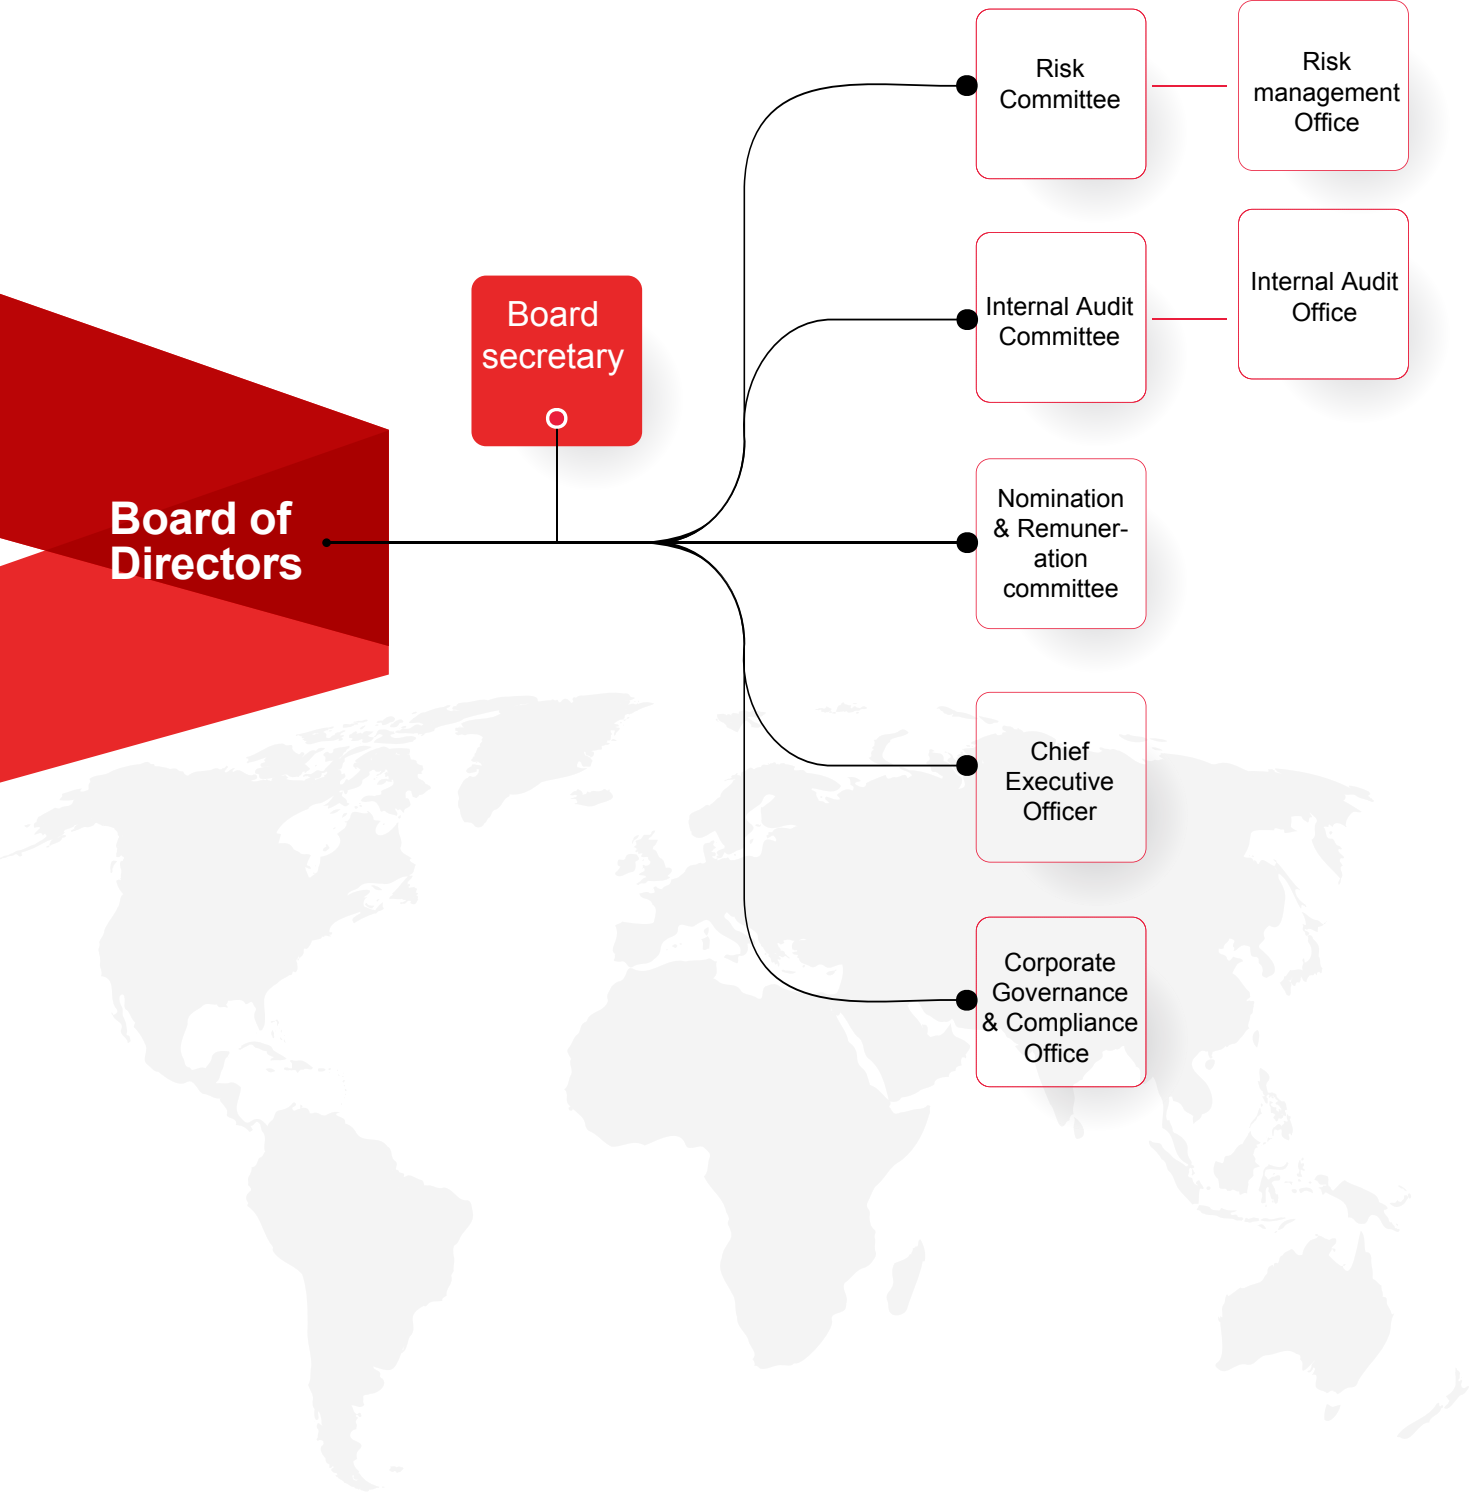 Board of
Directors
Board
secretary
Risk
Committee
Risk
management
Office
Internal Audit
Committee
Internal Audit
Office
Nomination
& Remuner-
ation
committee
Chief
Executive
Officer
Corporate
Governance
& Compliance
Office